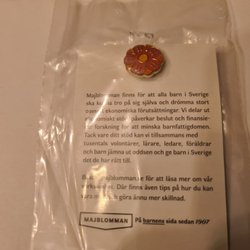 Majblomman finns för att alla barn i Sverige
ska kunna tro på sig själva och drömma stort
ekonomiska förutsättningar. Vi delar ut
ekonomiskt stöd, påverkar beslut och finansie-
forskning för att minska barnfattigdomen.
Tack vare ditt stöd kan vi tillsammans med
tusentals volontärer, lärare, ledare, föräldrar
och barn jämna ut oddsen och ge barn i Sverige
det de har rätt till.
majblomman.se för att läsa mer om vår
Där finns även tips på hur du kan
göra ännu mer skillnad.
MAJBLOMMAN På barnens sida sedan 1907